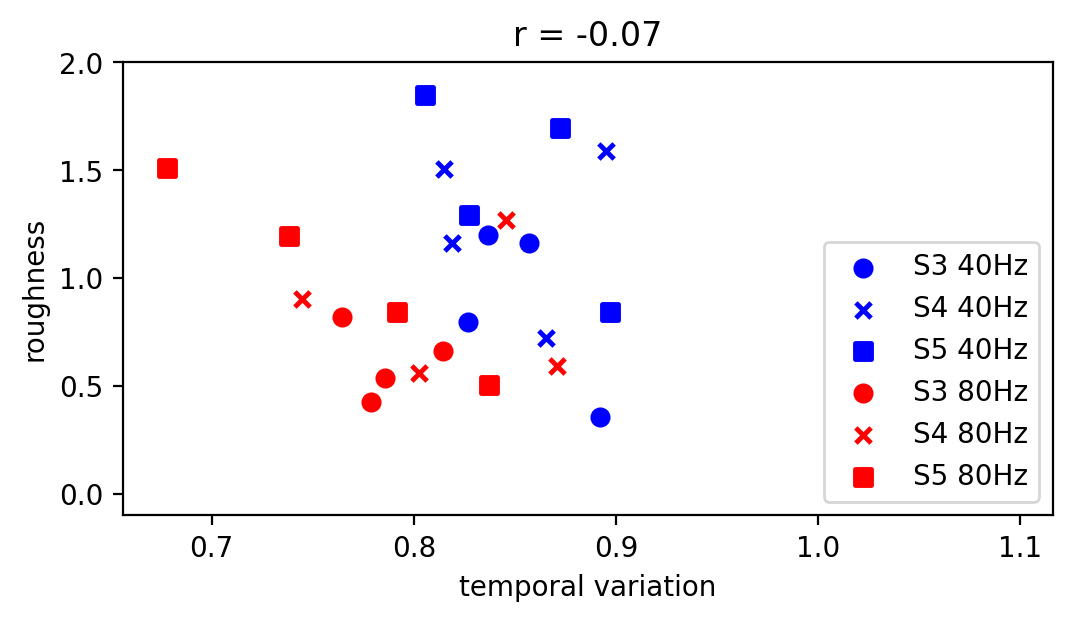 r = -0.07
roughness
2.0
1.5
1.0
0.5
0.0
S3 40Hz
S4 40Hz
S5 40Hz
S3 80Hz
S4 80Hz
S5 80Hz
0.7 0.8 0.9 1.0 1.1
temporal variation